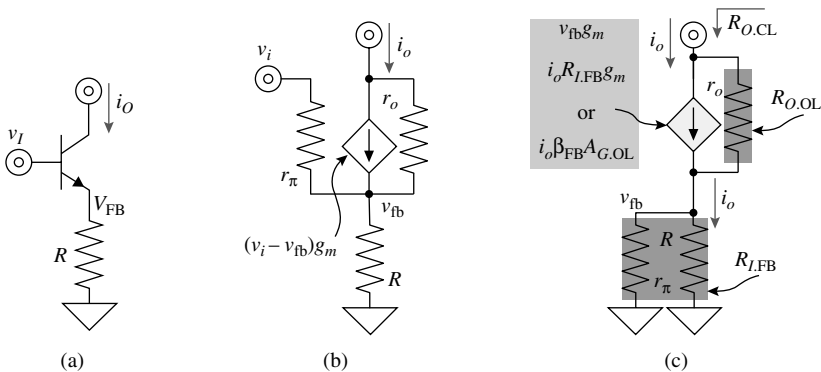 v_I
i_O
V_FB
R
(a)
v_i
i_o
r_o
r_π
v_fb
(v_i – v_fb)g_m
R
(b)
v_fb g_m
i_o R_I.FB g_m
or
i_o β_FB A_G.OL
i_o
R_O.CL
r_o
R_O.OL
v_fb
i_o
R
r_π
R_I.FB
(c)